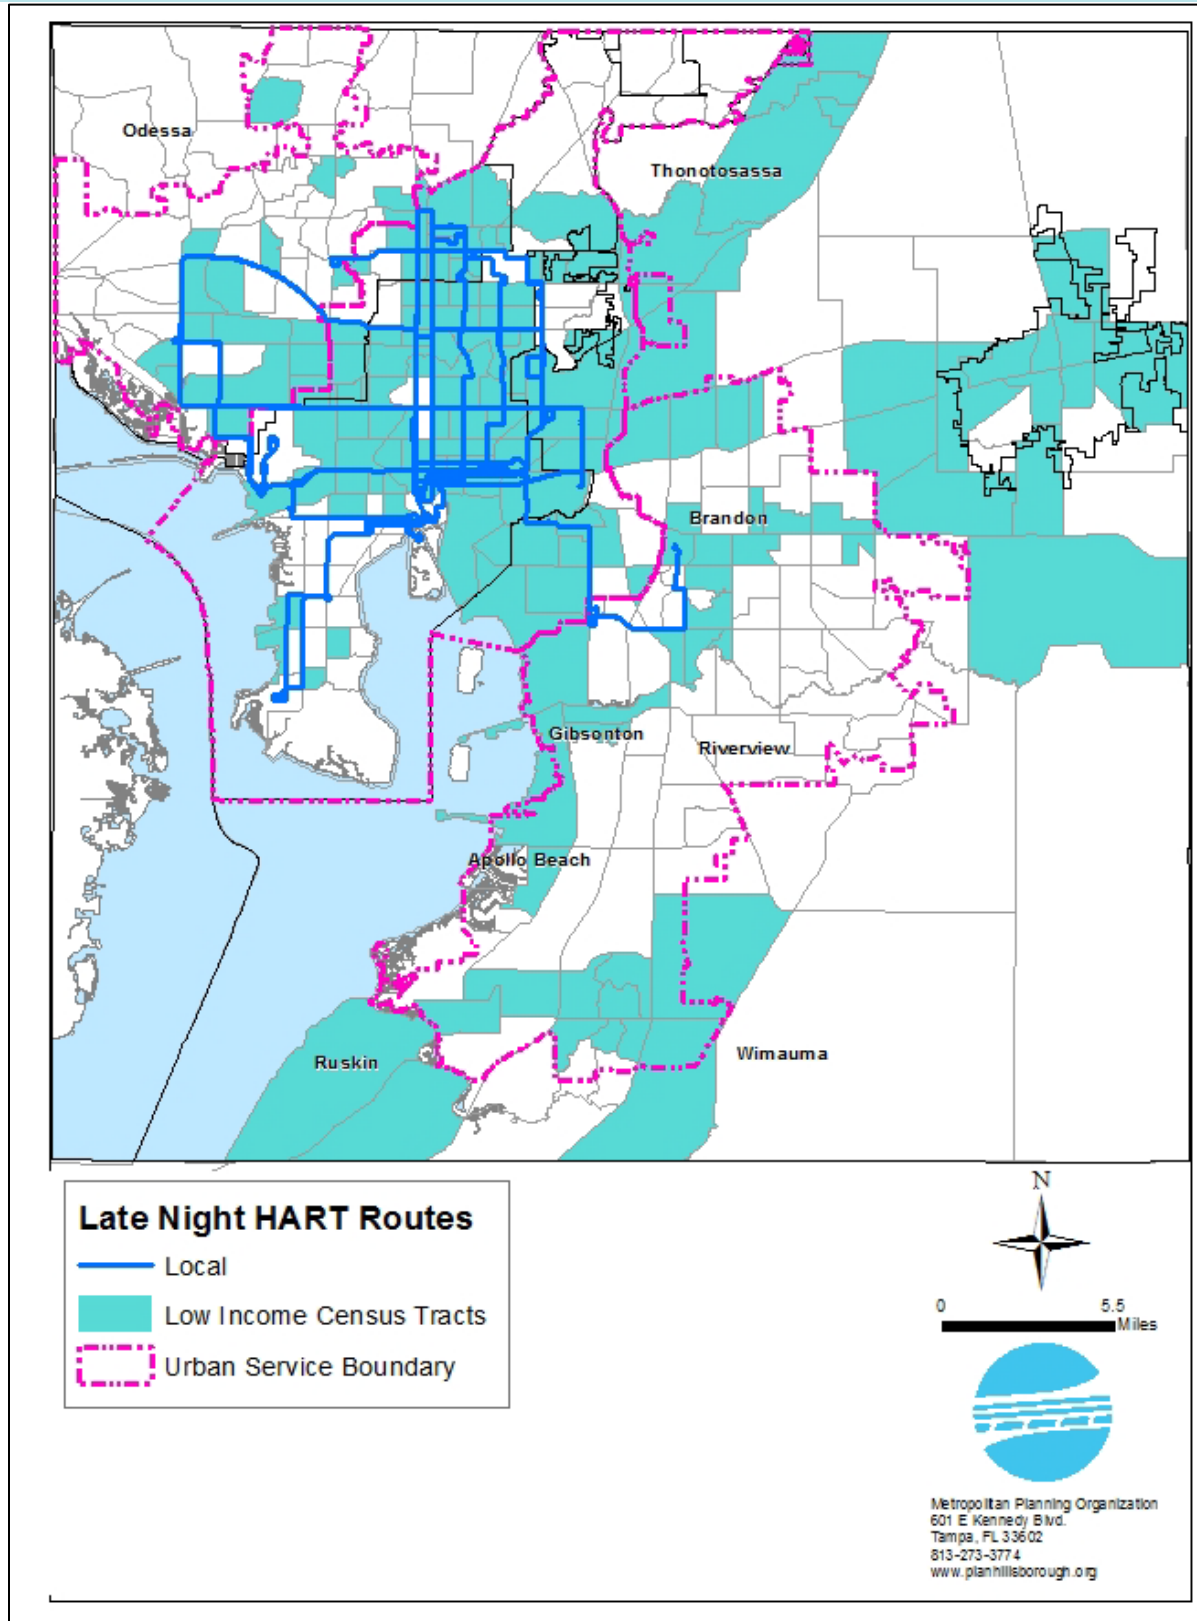 Odessa
Thonotosassa
Brandon
Gibsonton
Riverview
Apollo Beach
Ruskin
Wimauma
Late Night HART Routes
Local
Low Income Census Tracts
Urban Service Boundary
N
0 5.5
Miles
Metropolitan Planning Organization
601 E Kennedy Blvd.
Tampa, FL 33602
813-273-3774
www.planhillsborough.org